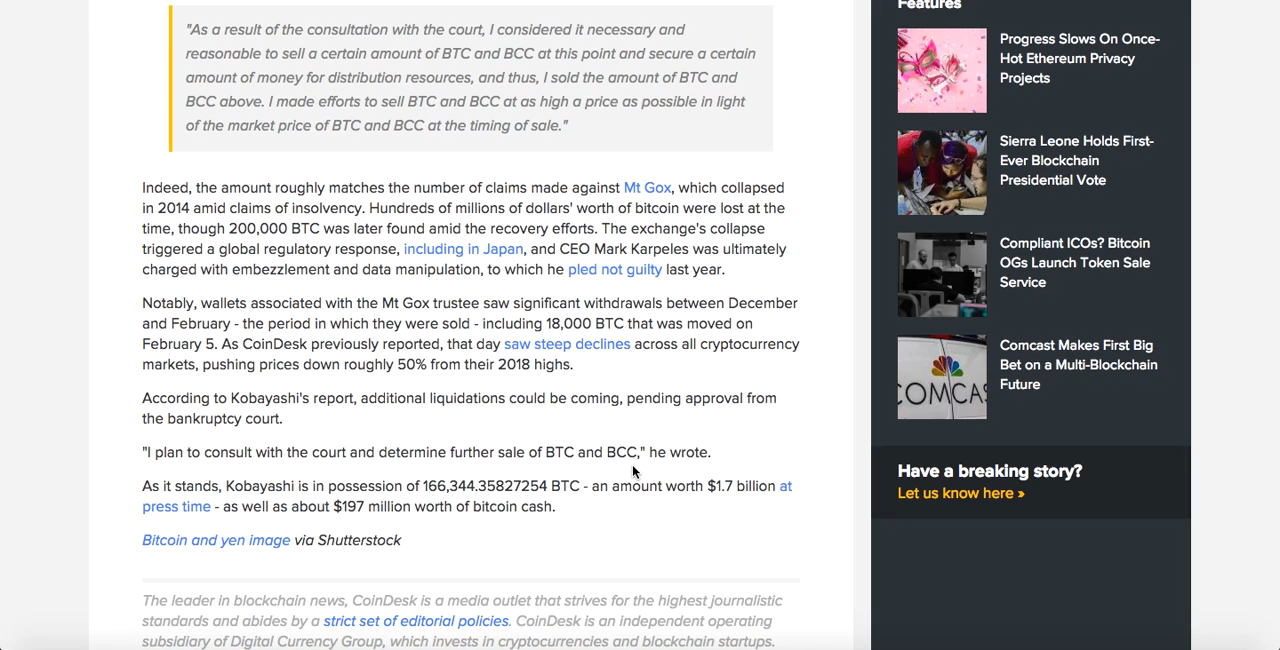 "As a result of the consultation with the court, I considered it necessary and
reasonable to sell a certain amount of BTC and BCC at this point and secure a certain
amount of money for distribution resources, and thus, I sold the amount of BTC and
BCC above. I made efforts to sell BTC and BCC at as high a price as possible in light
of the market price of BTC and BCC at the timing of sale."
Indeed, the amount roughly matches the number of claims made against Mt Gox, which collapsed
in 2014 amid claims of insolvency. Hundreds of millions of dollars' worth of bitcoin were lost at the
time, though 200,000 BTC was later found amid the recovery efforts. The exchange's collapse
triggered a global regulatory response, including in Japan, and CEO Mark Karpeles was ultimately
charged with embezzlement and data manipulation, to which he pled not guilty last year.
Notably, wallets associated with the Mt Gox trustee saw significant withdrawals between December
and February - the period in which they were sold - including 18,000 BTC that was moved on
February 5. As CoinDesk previously reported, that day saw steep declines across all cryptocurrency
markets, pushing prices down roughly 50% from their 2018 highs.
According to Kobayashi's report, additional liquidations could be coming, pending approval from
the bankruptcy court.
"I plan to consult with the court and determine further sale of BTC and BCC," he wrote.
As it stands, Kobayashi is in possession of 166,344.35827254 BTC - an amount worth $1.7 billion at
press time - as well as about $197 million worth of bitcoin cash.
Bitcoin and yen image via Shutterstock
The leader in blockchain news, CoinDesk is a media outlet that strives for the highest journalistic
standards and abides by a strict set of editorial policies. CoinDesk is an independent operating
subsidiary of Digital Currency Group, which invests in cryptocurrencies and blockchain startups.
Features
Progress Slows On Once-
Hot Ethereum Privacy
Projects
Sierra Leone Holds First-
Ever Blockchain
Presidential Vote
Compliant ICOs? Bitcoin
OGs Launch Token Sale
Service
COMCAS
Comcast Makes First Big
Bet on a Multi-Blockchain
Future
Have a breaking story?
Let us know here »